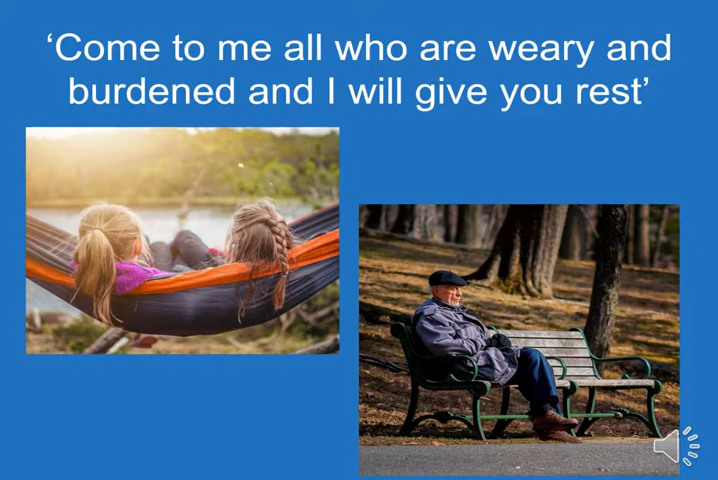 ‘Come to me all who are weary and
burdened and I will give you rest’